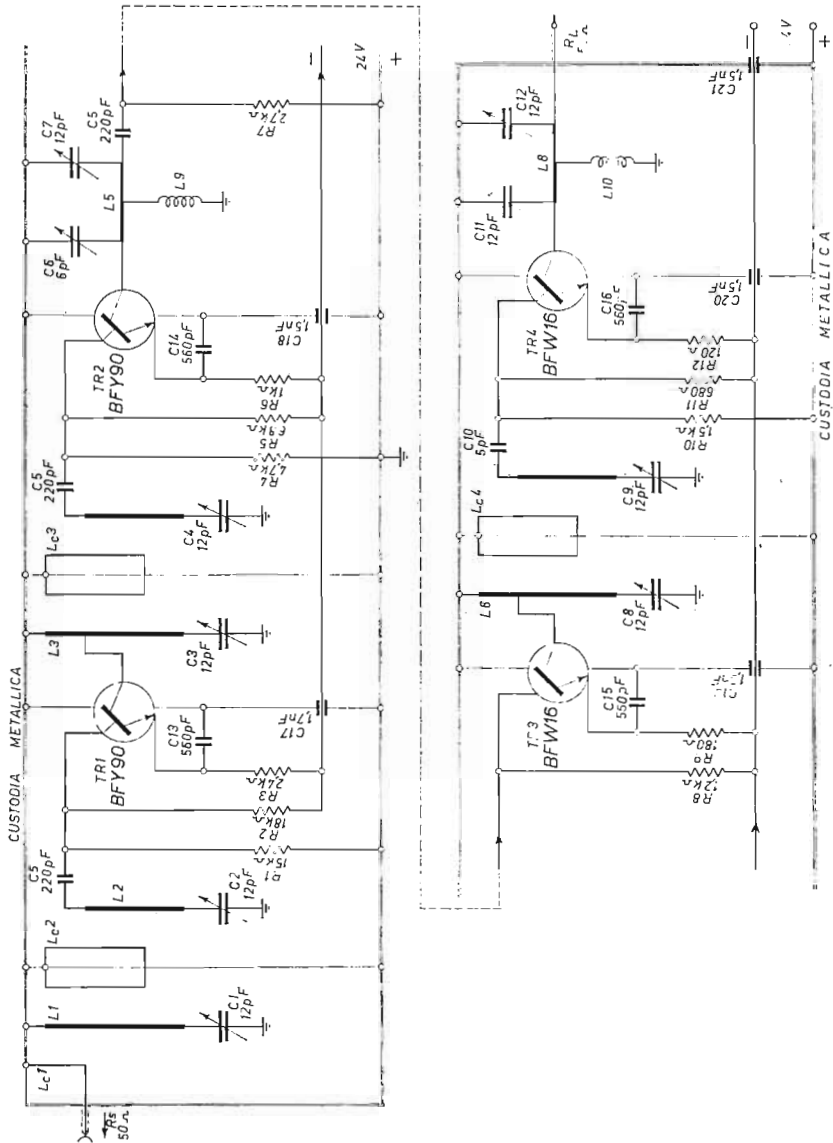 CUSTODIA METALLICA
Rs
50Ω
Lc1
L1
C1
12pF
Lc2
L2
C2
12pF
C5
220pF
R1
15kΩ
R2
18kΩ
R3
2,4kΩ
TR1
BFY90
C13
560pF
C17
1,7nF
L3
C3
12pF
Lc3
C4
12pF
C5
220pF
R4
4,7kΩ
R5
R6
1kΩ
TR2
BFY90
C14
560pF
C18
1,5nF
C6
6pF
C7
12pF
L5
L9
C5
220pF
R7
2,7kΩ
−
24V
+
R8
1,2kΩ
R9
180Ω
BFW16
C15
560pF
L6
C8
12pF
Lc4
C9
12pF
C10
5pF
R10
1,5kΩ
R11
680Ω
R12
120Ω
TR4
BFW16
C16
560pF
C20
1,5nF
C11
12pF
C12
12pF
L8
L10
RL
C21
1,5nF
−
4V
+
CUSTODIA METALLICA